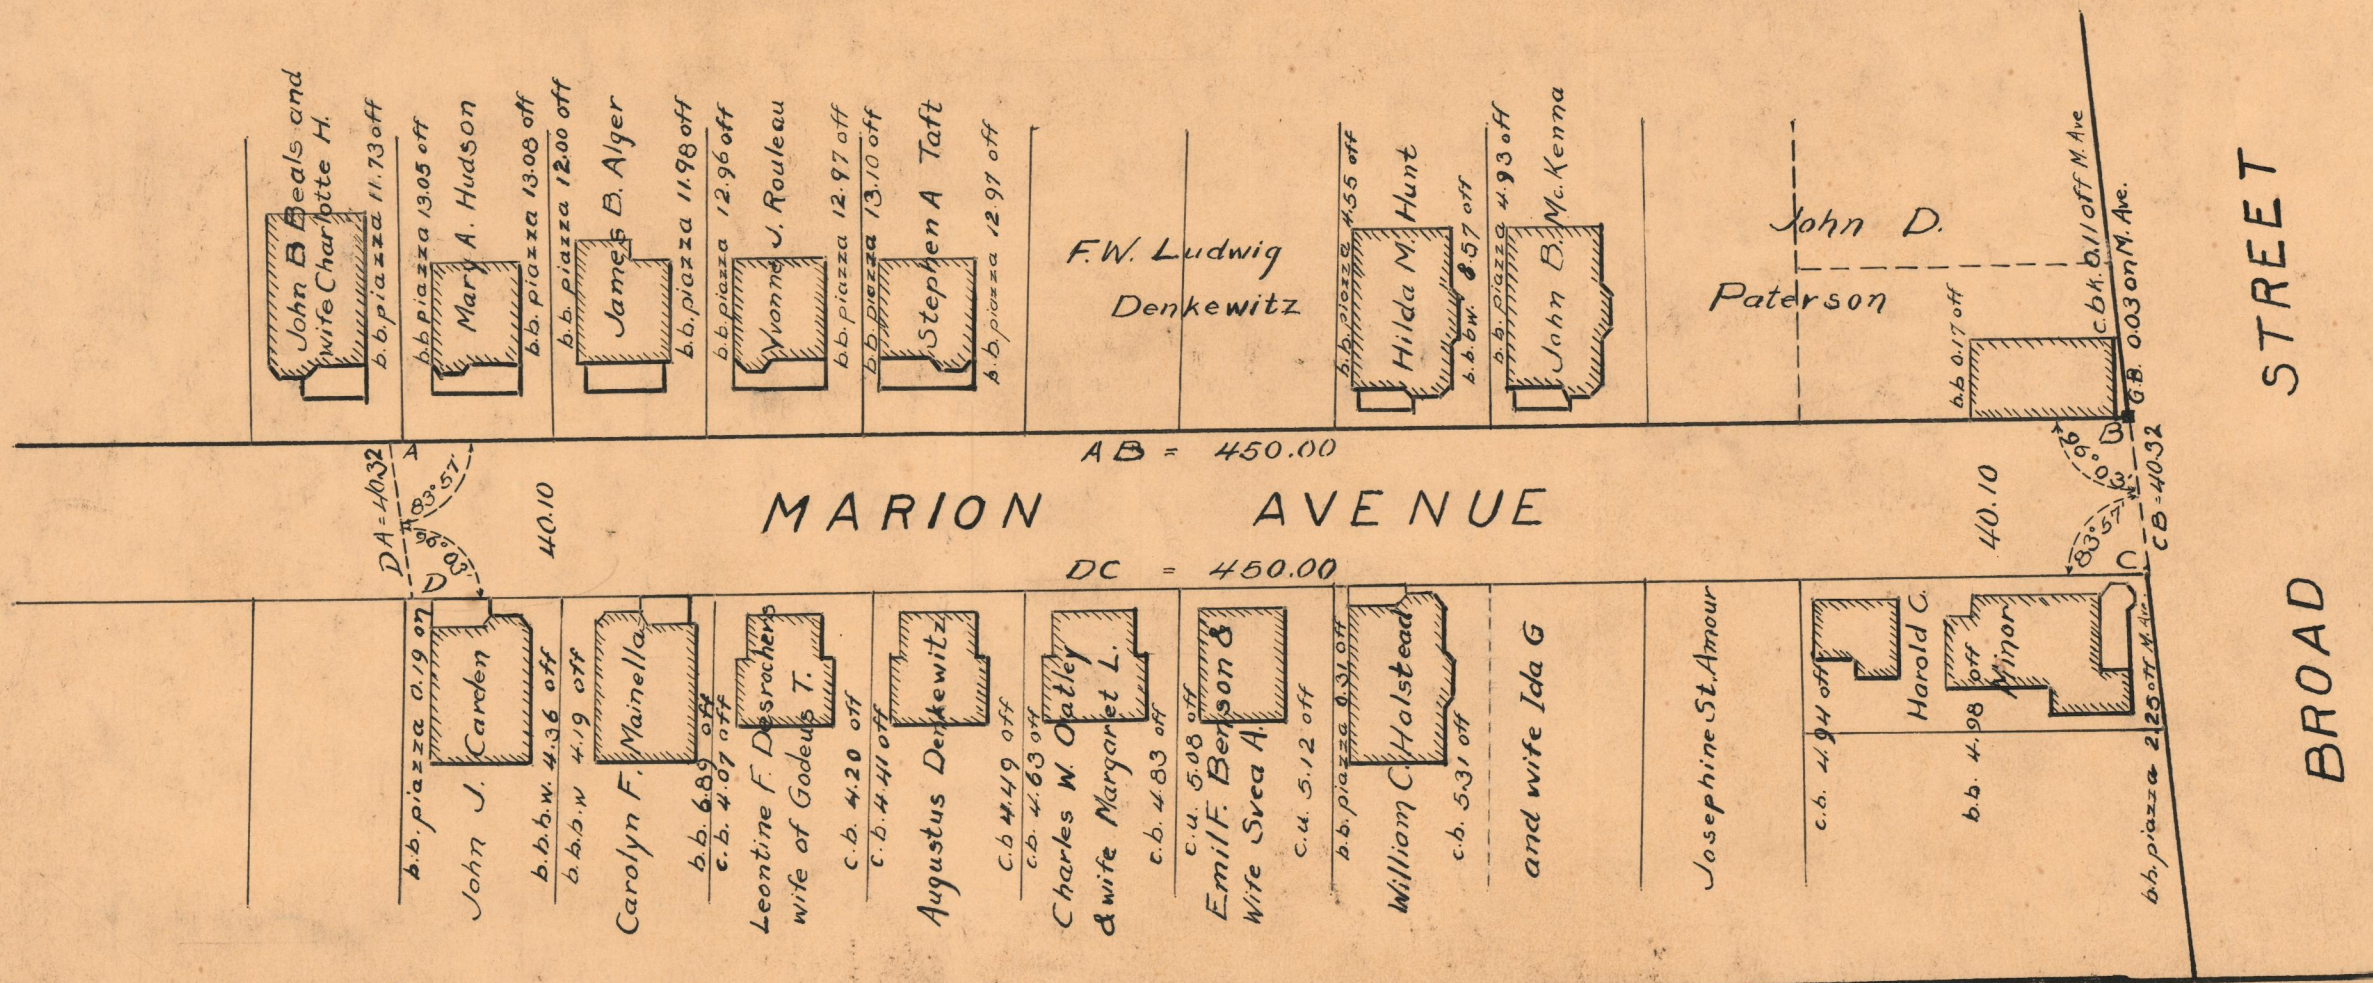 John B Beals and
wife Charlotte H.
b.b. piazza 11.73 off
b.b piazza 13.05 off
Mary A. Hudson
b.b. piazza 13.08 off
b.b. piazza 12.00 off
James B. Alger
b.b. piazza 11.98 off
b.b. piazza 12.96 off
Yvonne J. Rouleau
b.b. piazza 12.97 off
b.b. piazza 13.10 off
Stephen A Taft
b.b. piazza 12.97 off
F.W. Ludwig
Denkewitz
b.b. piazza 4.55 off
Hilda M. Hunt
b.b.b.w. 8.57 off
b.b. piazza 4.93 off
John B. McKenna
John D.
Paterson
b.b 0.17 off
c.bk.b. 11 off M. Ave
G.B. 0.03 on M. Ave.
STREET
BROAD
AB = 450.00
DA = 40.32
A
83°57'
96°03'
D
40.10
MARION AVENUE
DC = 450.00
40.10
B
96°03'
83°57'
C
CB = 40.32
b.b. piazza 0.19 on
John J. Carden
b.b.b.w. 4.36 off
b.b.b.w 4.19 off
Carolyn F. Mainella
b.b. 6.89 off
c.b. 4.07 off
Leontine F. Desrochers
wife of Godeus T.
c.b. 4.20 off
c.b. 4.41 off
Augustus Denkewitz
c.b 4.49 off
c.b. 4.63 off
Charles W. Oatley
& wife Margaret L.
c.b. 4.83 off
c.u. 5.08 off
Emil F. Benson &
Wife Svea A.
c.u. 5.12 off
b.b. piazza 0.31 off
William C. Halstead
c.b. 5.31 off
and wife Ida G
Josephine St. Amour
c.b. 4.94 off
Harold C.
Minor
b.b. 4.98 off
b.b. piazza 2.25 off M. Ave.